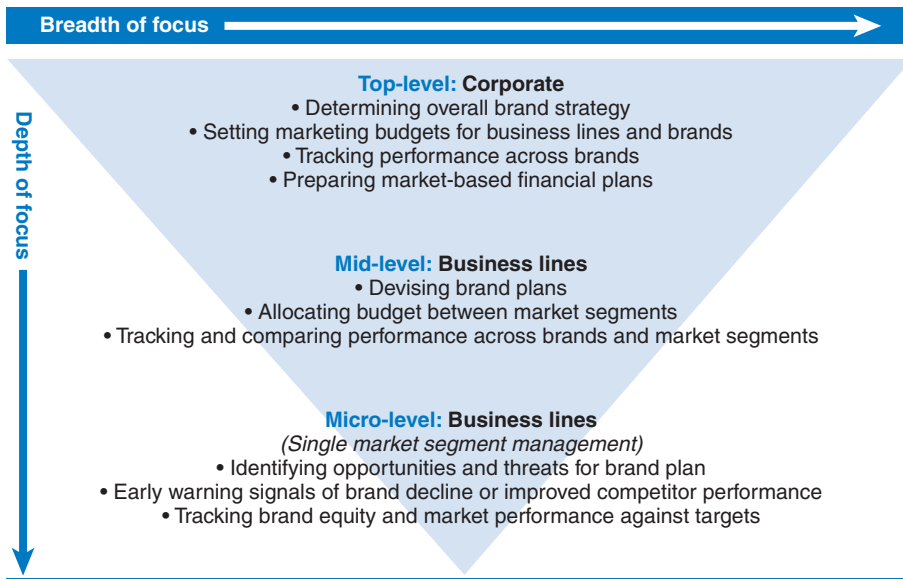 Breadth of focus
Depth of focus
Top-level: Corporate
• Determining overall brand strategy
• Setting marketing budgets for business lines and brands
• Tracking performance across brands
• Preparing market-based financial plans
Mid-level: Business lines
• Devising brand plans
• Allocating budget between market segments
• Tracking and comparing performance across brands and market segments
Micro-level: Business lines
(Single market segment management)
• Identifying opportunities and threats for brand plan
• Early warning signals of brand decline or improved competitor performance
• Tracking brand equity and market performance against targets